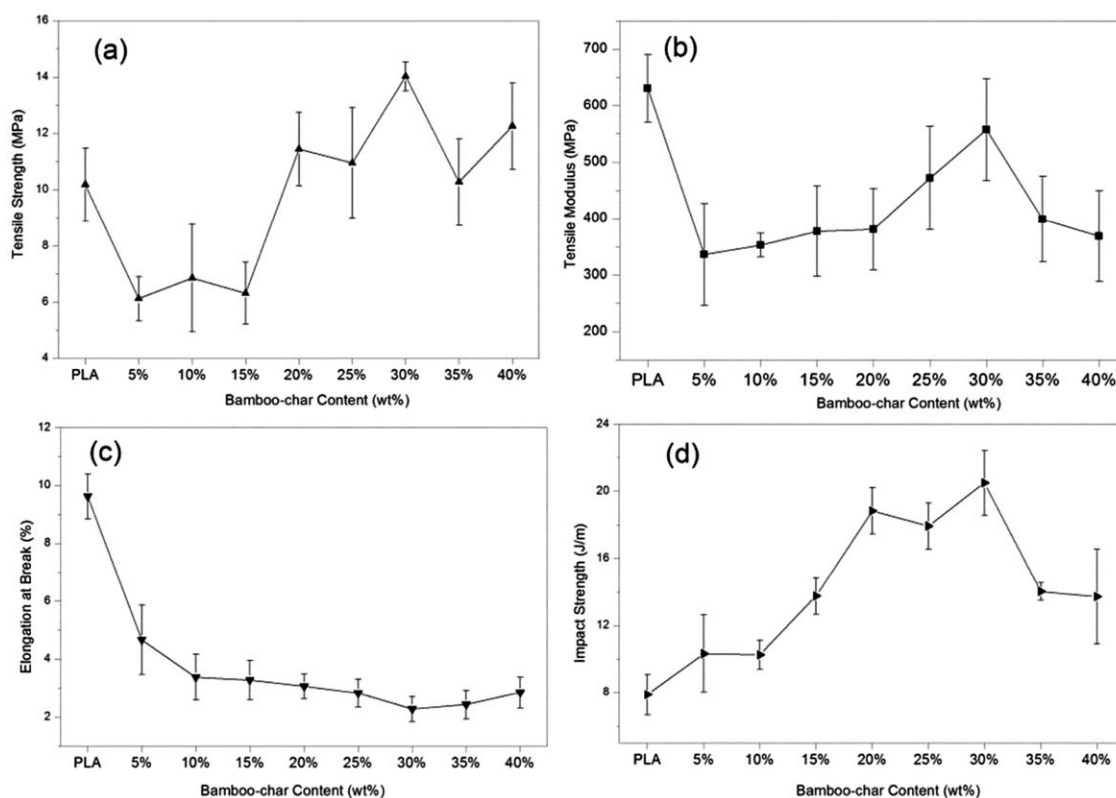 (a)
Tensile Strength (MPa)
16
14
12
10
8
6
4
PLA 5% 10% 15% 20% 25% 30% 35% 40%
Bamboo-char Content (wt%)
(b)
Tensile Modulus (MPa)
700
600
500
400
300
200
PLA 5% 10% 15% 20% 25% 30% 35% 40%
Bamboo-char Content (wt%)
(c)
Elongation at Break (%)
12
10
8
6
4
2
PLA 5% 10% 15% 20% 25% 30% 35% 40%
Bamboo-char Content (wt%)
(d)
Impact Strength (J/m)
24
20
16
12
8
PLA 5% 10% 15% 20% 25% 30% 35% 40%
Bamboo-char Content (wt%)